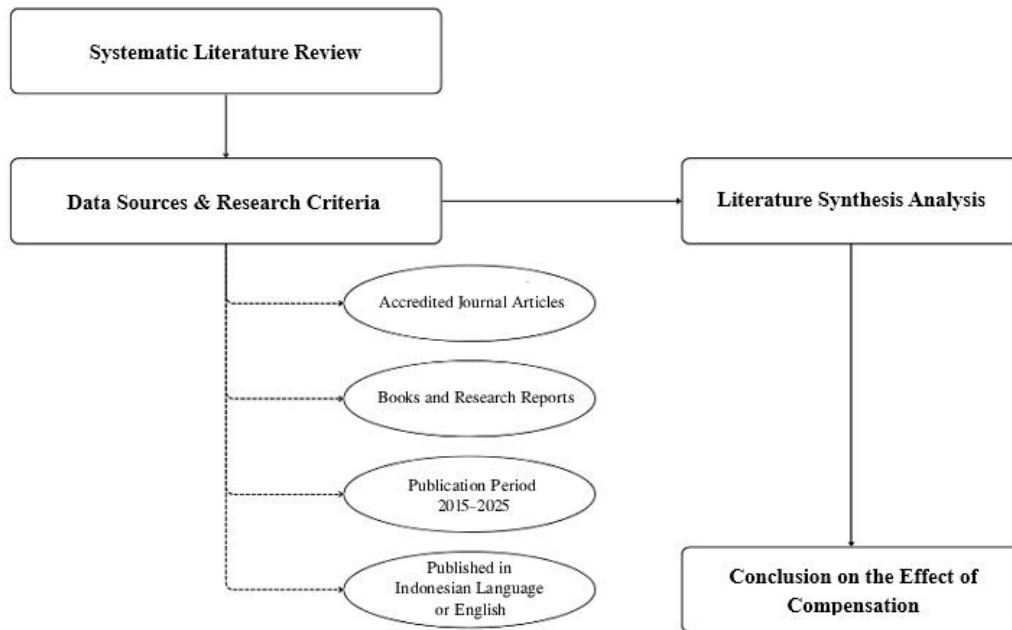 Systematic Literature Review
Data Sources & Research Criteria
Literature Synthesis Analysis
Accredited Journal Articles
Books and Research Reports
Publication Period
2015–2025
Published in
Indonesian Language
or English
Conclusion on the Effect of
Compensation